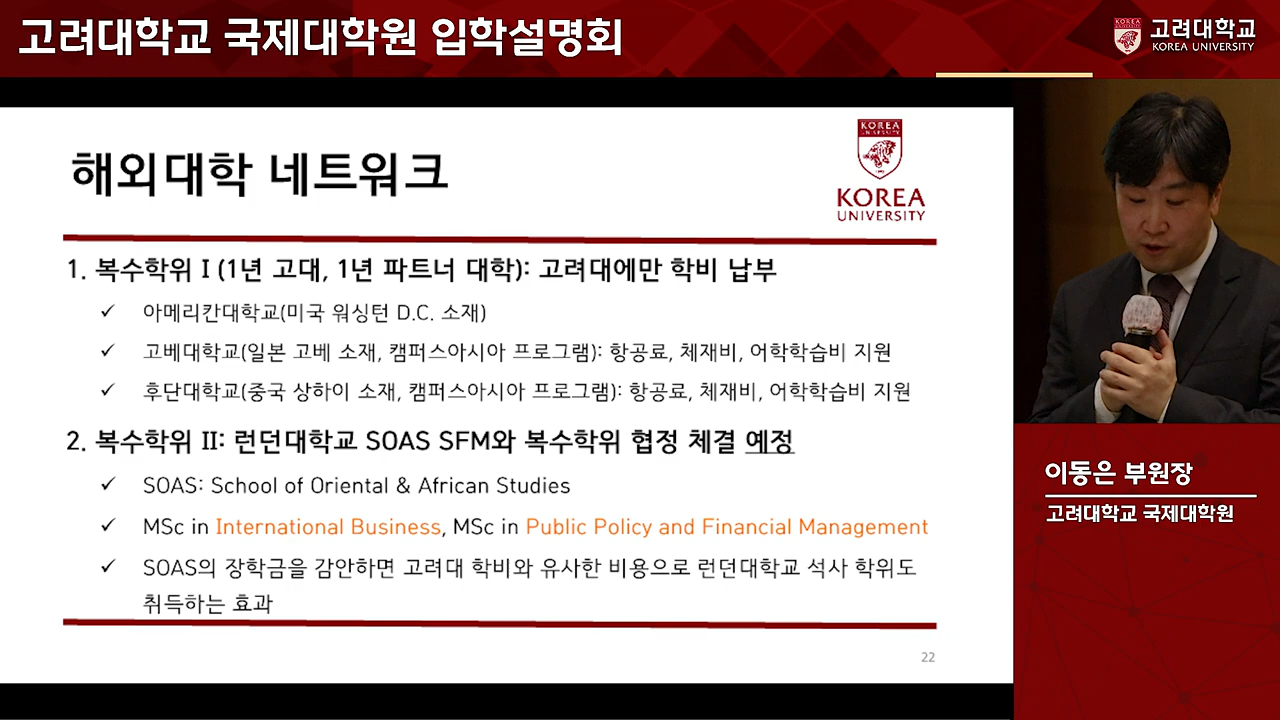 고려대학교 국제대학원 입학설명회
KOREA
고려대학교
KOREA UNIVERSITY
해외대학 네트워크
KOREA
UNIVERSITY
KOREA
UNIVERSITY
1. 복수학위 I (1년 고대, 1년 파트너 대학): 고려대에만 학비 납부
✓ 아메리칸대학교(미국 워싱턴 D.C. 소재)
✓ 고베대학교(일본 고베 소재, 캠퍼스아시아 프로그램): 항공료, 체재비, 어학학습비 지원
✓ 후단대학교(중국 상하이 소재, 캠퍼스아시아 프로그램): 항공료, 체재비, 어학학습비 지원
2. 복수학위 II: 런던대학교 SOAS SFM와 복수학위 협정 체결 예정
✓ SOAS: School of Oriental & African Studies
✓ MSc in International Business, MSc in Public Policy and Financial Management
✓ SOAS의 장학금을 감안하면 고려대 학비와 유사한 비용으로 런던대학교 석사 학위도
취득하는 효과
22
이동은 부원장
고려대학교 국제대학원